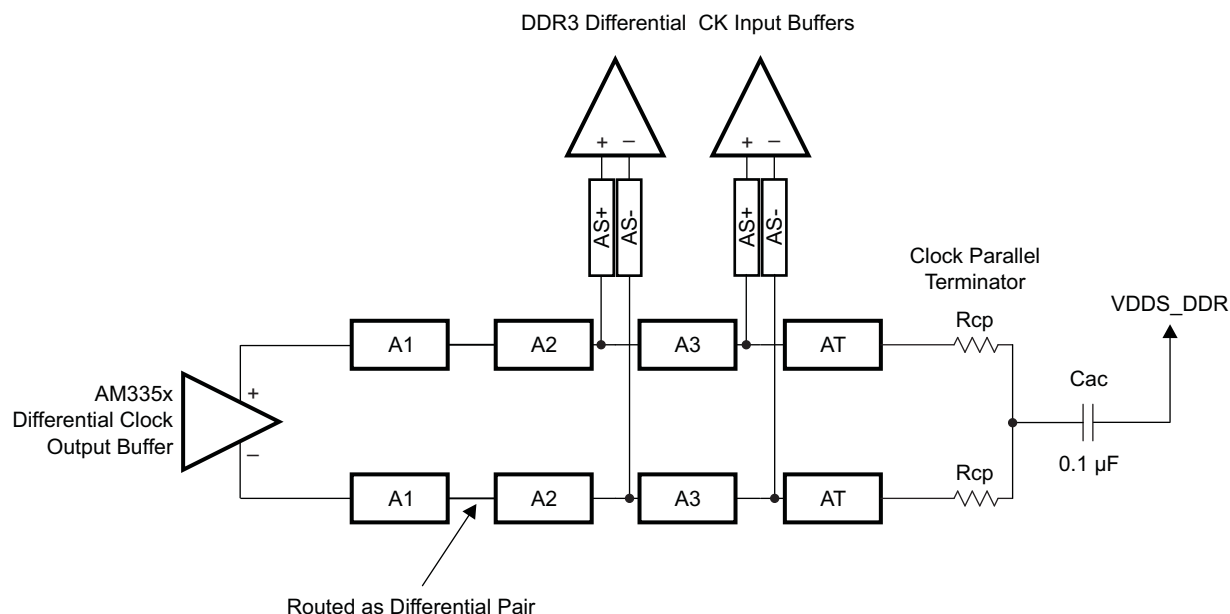 DDR3 Differential CK Input Buffers
+ –
+ –
AS+
AS-
AS+
AS-
Clock Parallel
Terminator
VDDS_DDR
Rcp
A1
A2
A3
AT
Cac
0.1 µF
AM335x
Differential Clock
Output Buffer
+
–
Rcp
A1
A2
A3
AT
Routed as Differential Pair